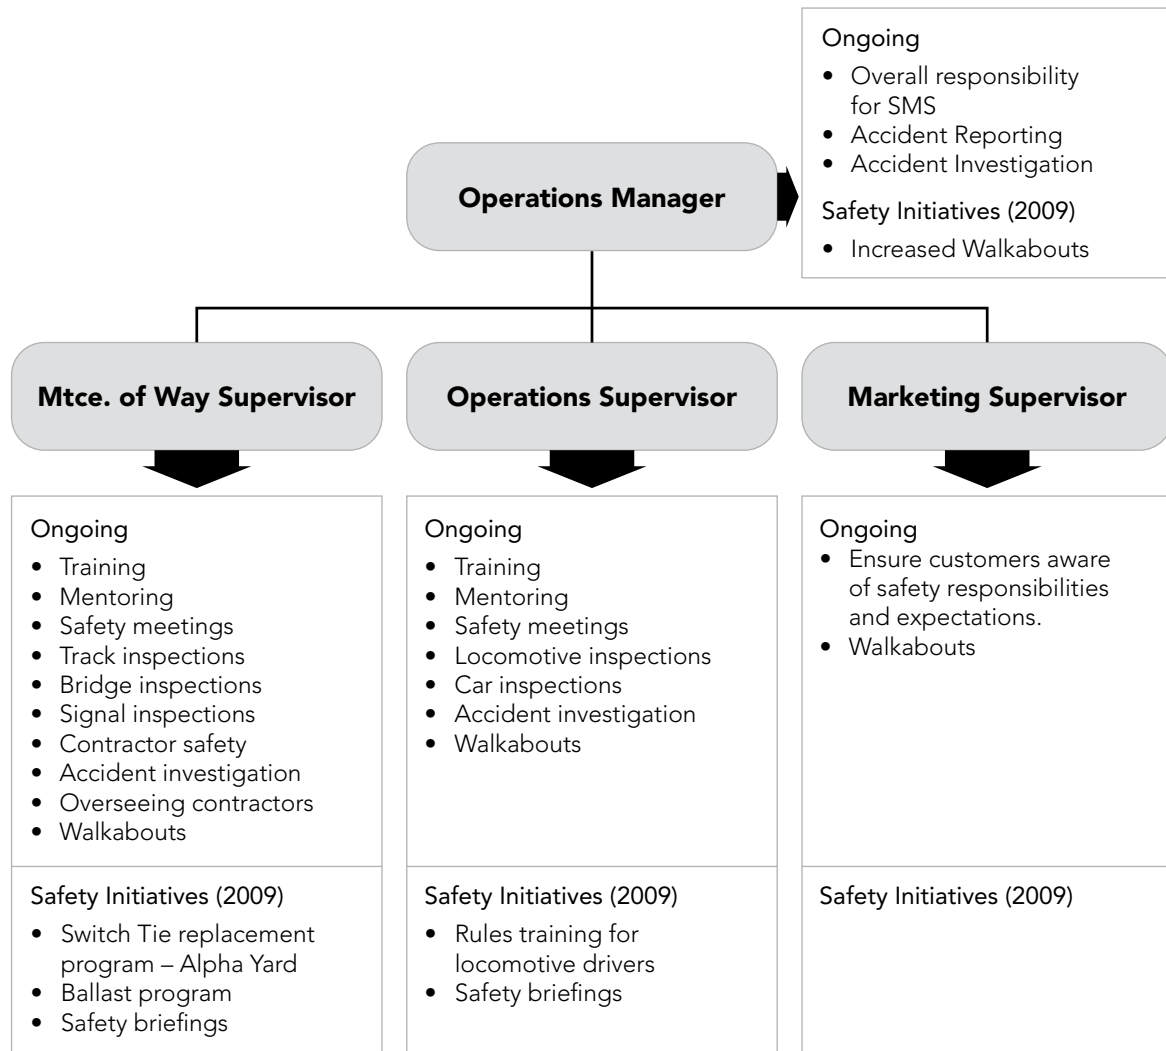 Ongoing
• Overall responsibility
for SMS
• Accident Reporting
• Accident Investigation
Safety Initiatives (2009)
• Increased Walkabouts
Operations Manager
Mtce. of Way Supervisor
Operations Supervisor
Marketing Supervisor
Ongoing
• Training
• Mentoring
• Safety meetings
• Track inspections
• Bridge inspections
• Signal inspections
• Contractor safety
• Accident investigation
• Overseeing contractors
• Walkabouts
Safety Initiatives (2009)
• Switch Tie replacement
program – Alpha Yard
• Ballast program
• Safety briefings
Ongoing
• Training
• Mentoring
• Safety meetings
• Locomotive inspections
• Car inspections
• Accident investigation
• Walkabouts
Safety Initiatives (2009)
• Rules training for
locomotive drivers
• Safety briefings
Ongoing
• Ensure customers aware
of safety responsibilities
and expectations.
• Walkabouts
Safety Initiatives (2009)